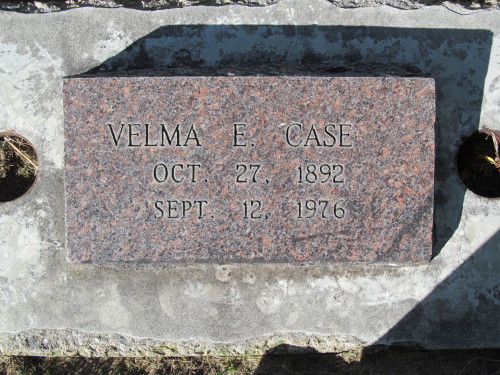 VELMA E. CASE
OCT. 27, 1892
SEPT. 12, 1976